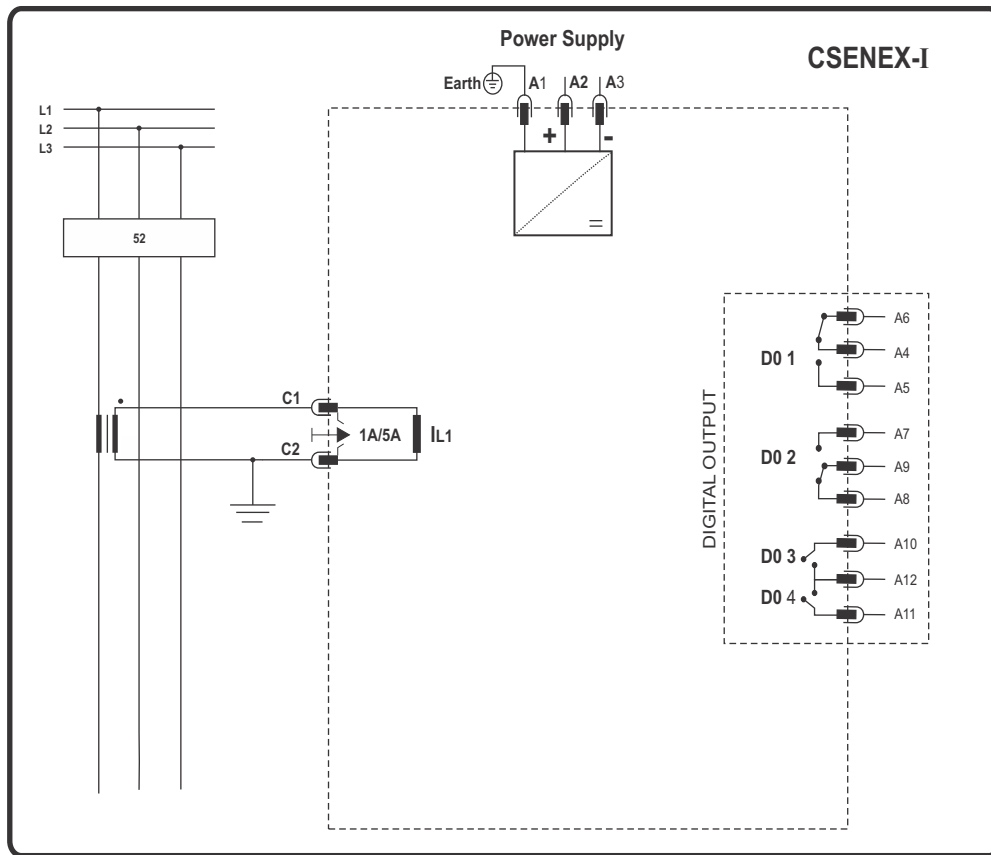 Power Supply
CSENEX-I
Earth
A1
A2
A3
+
-
L1
L2
L3
52
C1
1A/5A
IL1
C2
DIGITAL OUTPUT
D0 1
A6
A4
A5
D0 2
A7
A9
A8
D0 3
A10
A12
D0 4
A11